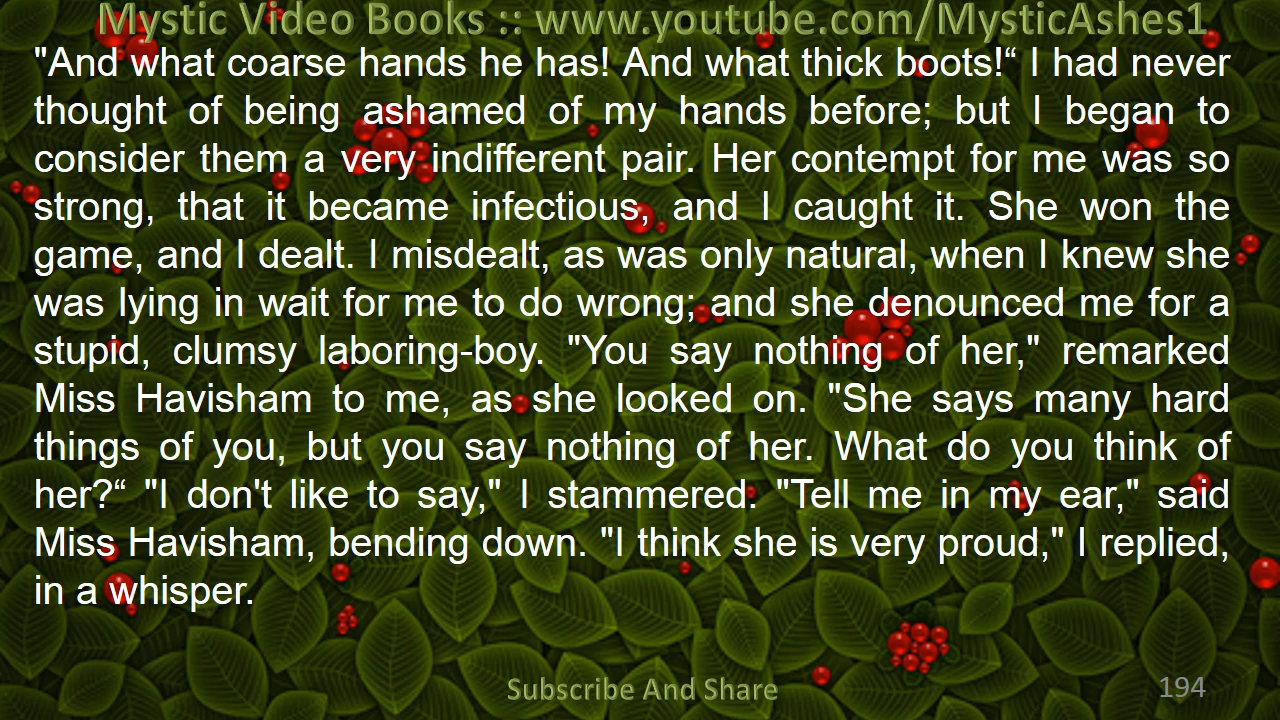 Mystic Video Books :: www.youtube.com/MysticAshes1
"And what coarse hands he has! And what thick boots!“ I had never
thought of being ashamed of my hands before; but I began to
consider them a very indifferent pair. Her contempt for me was so
strong, that it became infectious, and I caught it. She won the
game, and I dealt. I misdealt, as was only natural, when I knew she
was lying in wait for me to do wrong; and she denounced me for a
stupid, clumsy laboring-boy. "You say nothing of her," remarked
Miss Havisham to me, as she looked on. "She says many hard
things of you, but you say nothing of her. What do you think of
her?“ "I don't like to say," I stammered. "Tell me in my ear," said
Miss Havisham, bending down. "I think she is very proud," I replied,
in a whisper.
Subscribe And Share
194